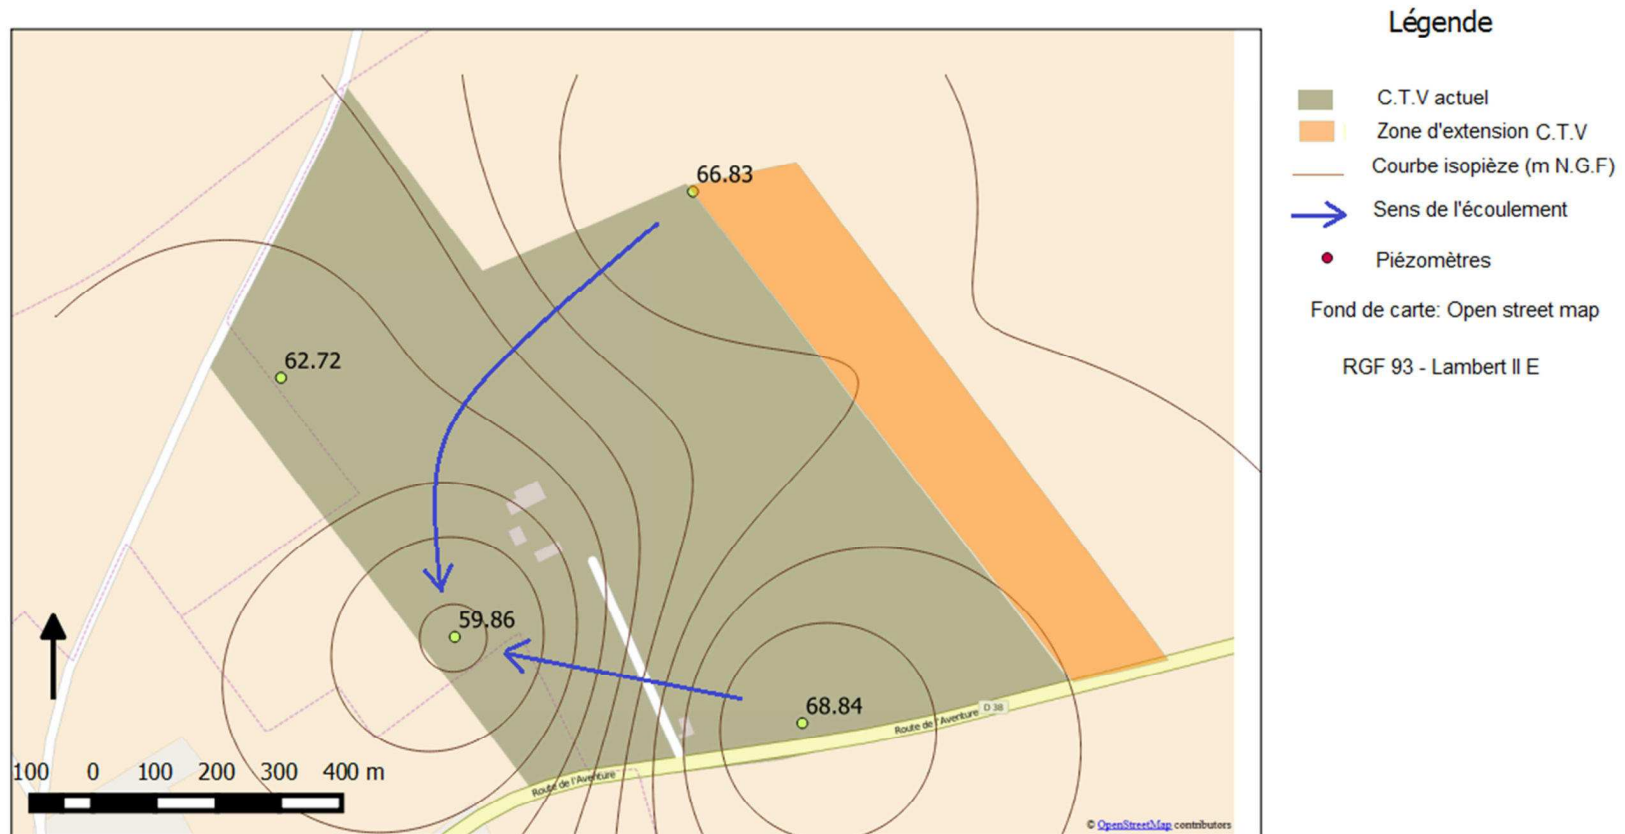 Légende
C.T.V actuel
Zone d'extension C.T.V
Courbe isopièze (m N.G.F)
Sens de l'écoulement
Piézomètres
Fond de carte: Open street map
RGF 93 - Lambert II E
66.83
62.72
59.86
68.84
Route de l'Aventure D 38
Route de l'Aventure
100 0 100 200 300 400 m
© OpenStreetMap contributors